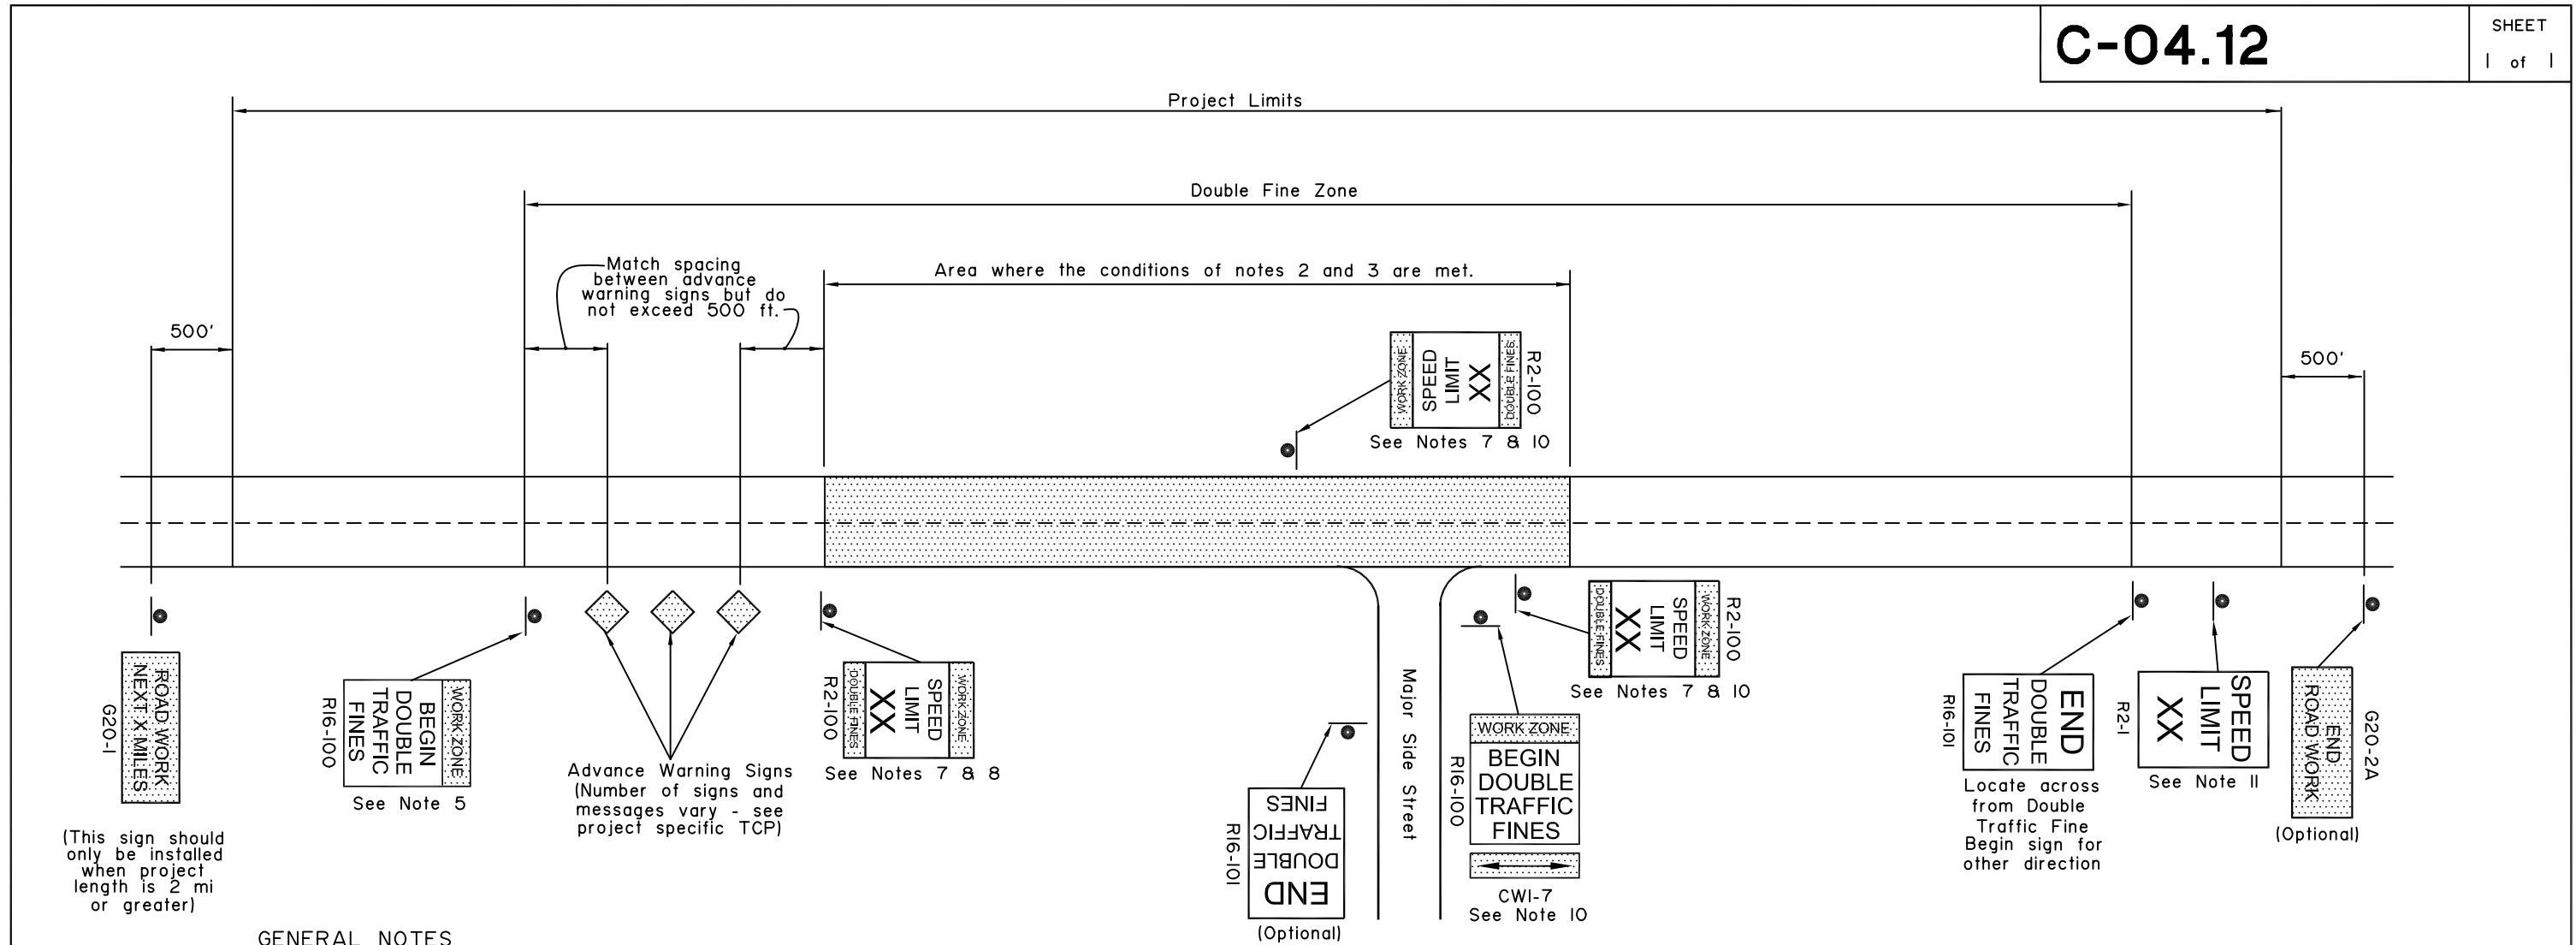 C-04.12
SHEET
1 of 1
Project Limits
Double Fine Zone
Match spacing
between advance
warning signs but do
not exceed 500 ft.
Area where the conditions of notes 2 and 3 are met.
500'
500'
WORK ZONE
SPEED
LIMIT
XX
DOUBLE FINES
R2-100
See Notes 7 & 10
ROAD WORK
NEXT X MILES
G20-1
(This sign should
only be installed
when project
length is 2 mi
or greater)
WORK ZONE
BEGIN
DOUBLE
TRAFFIC
FINES
R16-100
See Note 5
Advance Warning Signs
(Number of signs and
messages vary - see
project specific TCP)
WORK ZONE
SPEED
LIMIT
XX
DOUBLE FINES
R2-100
See Notes 7 & 8
END
DOUBLE
TRAFFIC
FINES
R16-101
(Optional)
Major Side Street
WORK ZONE
BEGIN
DOUBLE
TRAFFIC
FINES
R16-100
CW1-7
See Note 10
WORK ZONE
SPEED
LIMIT
XX
DOUBLE FINES
R2-100
See Notes 7 & 10
END
DOUBLE
TRAFFIC
FINES
R16-101
Locate across
from Double
Traffic Fine
Begin sign for
other direction
SPEED
LIMIT
XX
R2-1
See Note 11
END
ROAD WORK
G20-2A
(Optional)
GENERAL NOTES